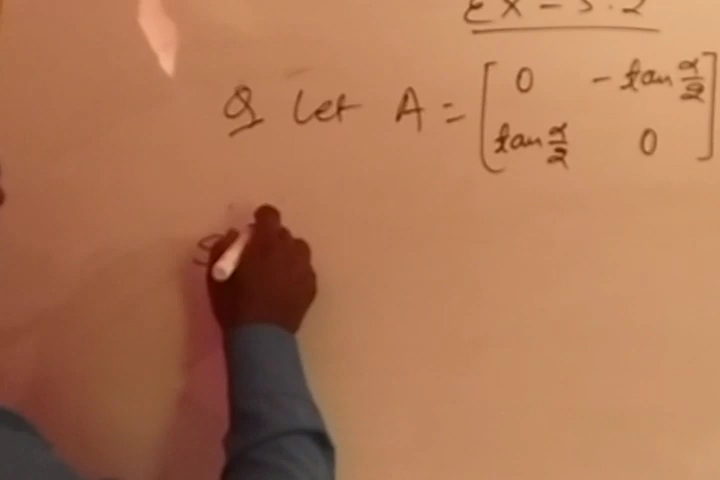 Ex - 3.2
Q Let A = [ 0 - tan α/2
tan α/2 0 ]
S